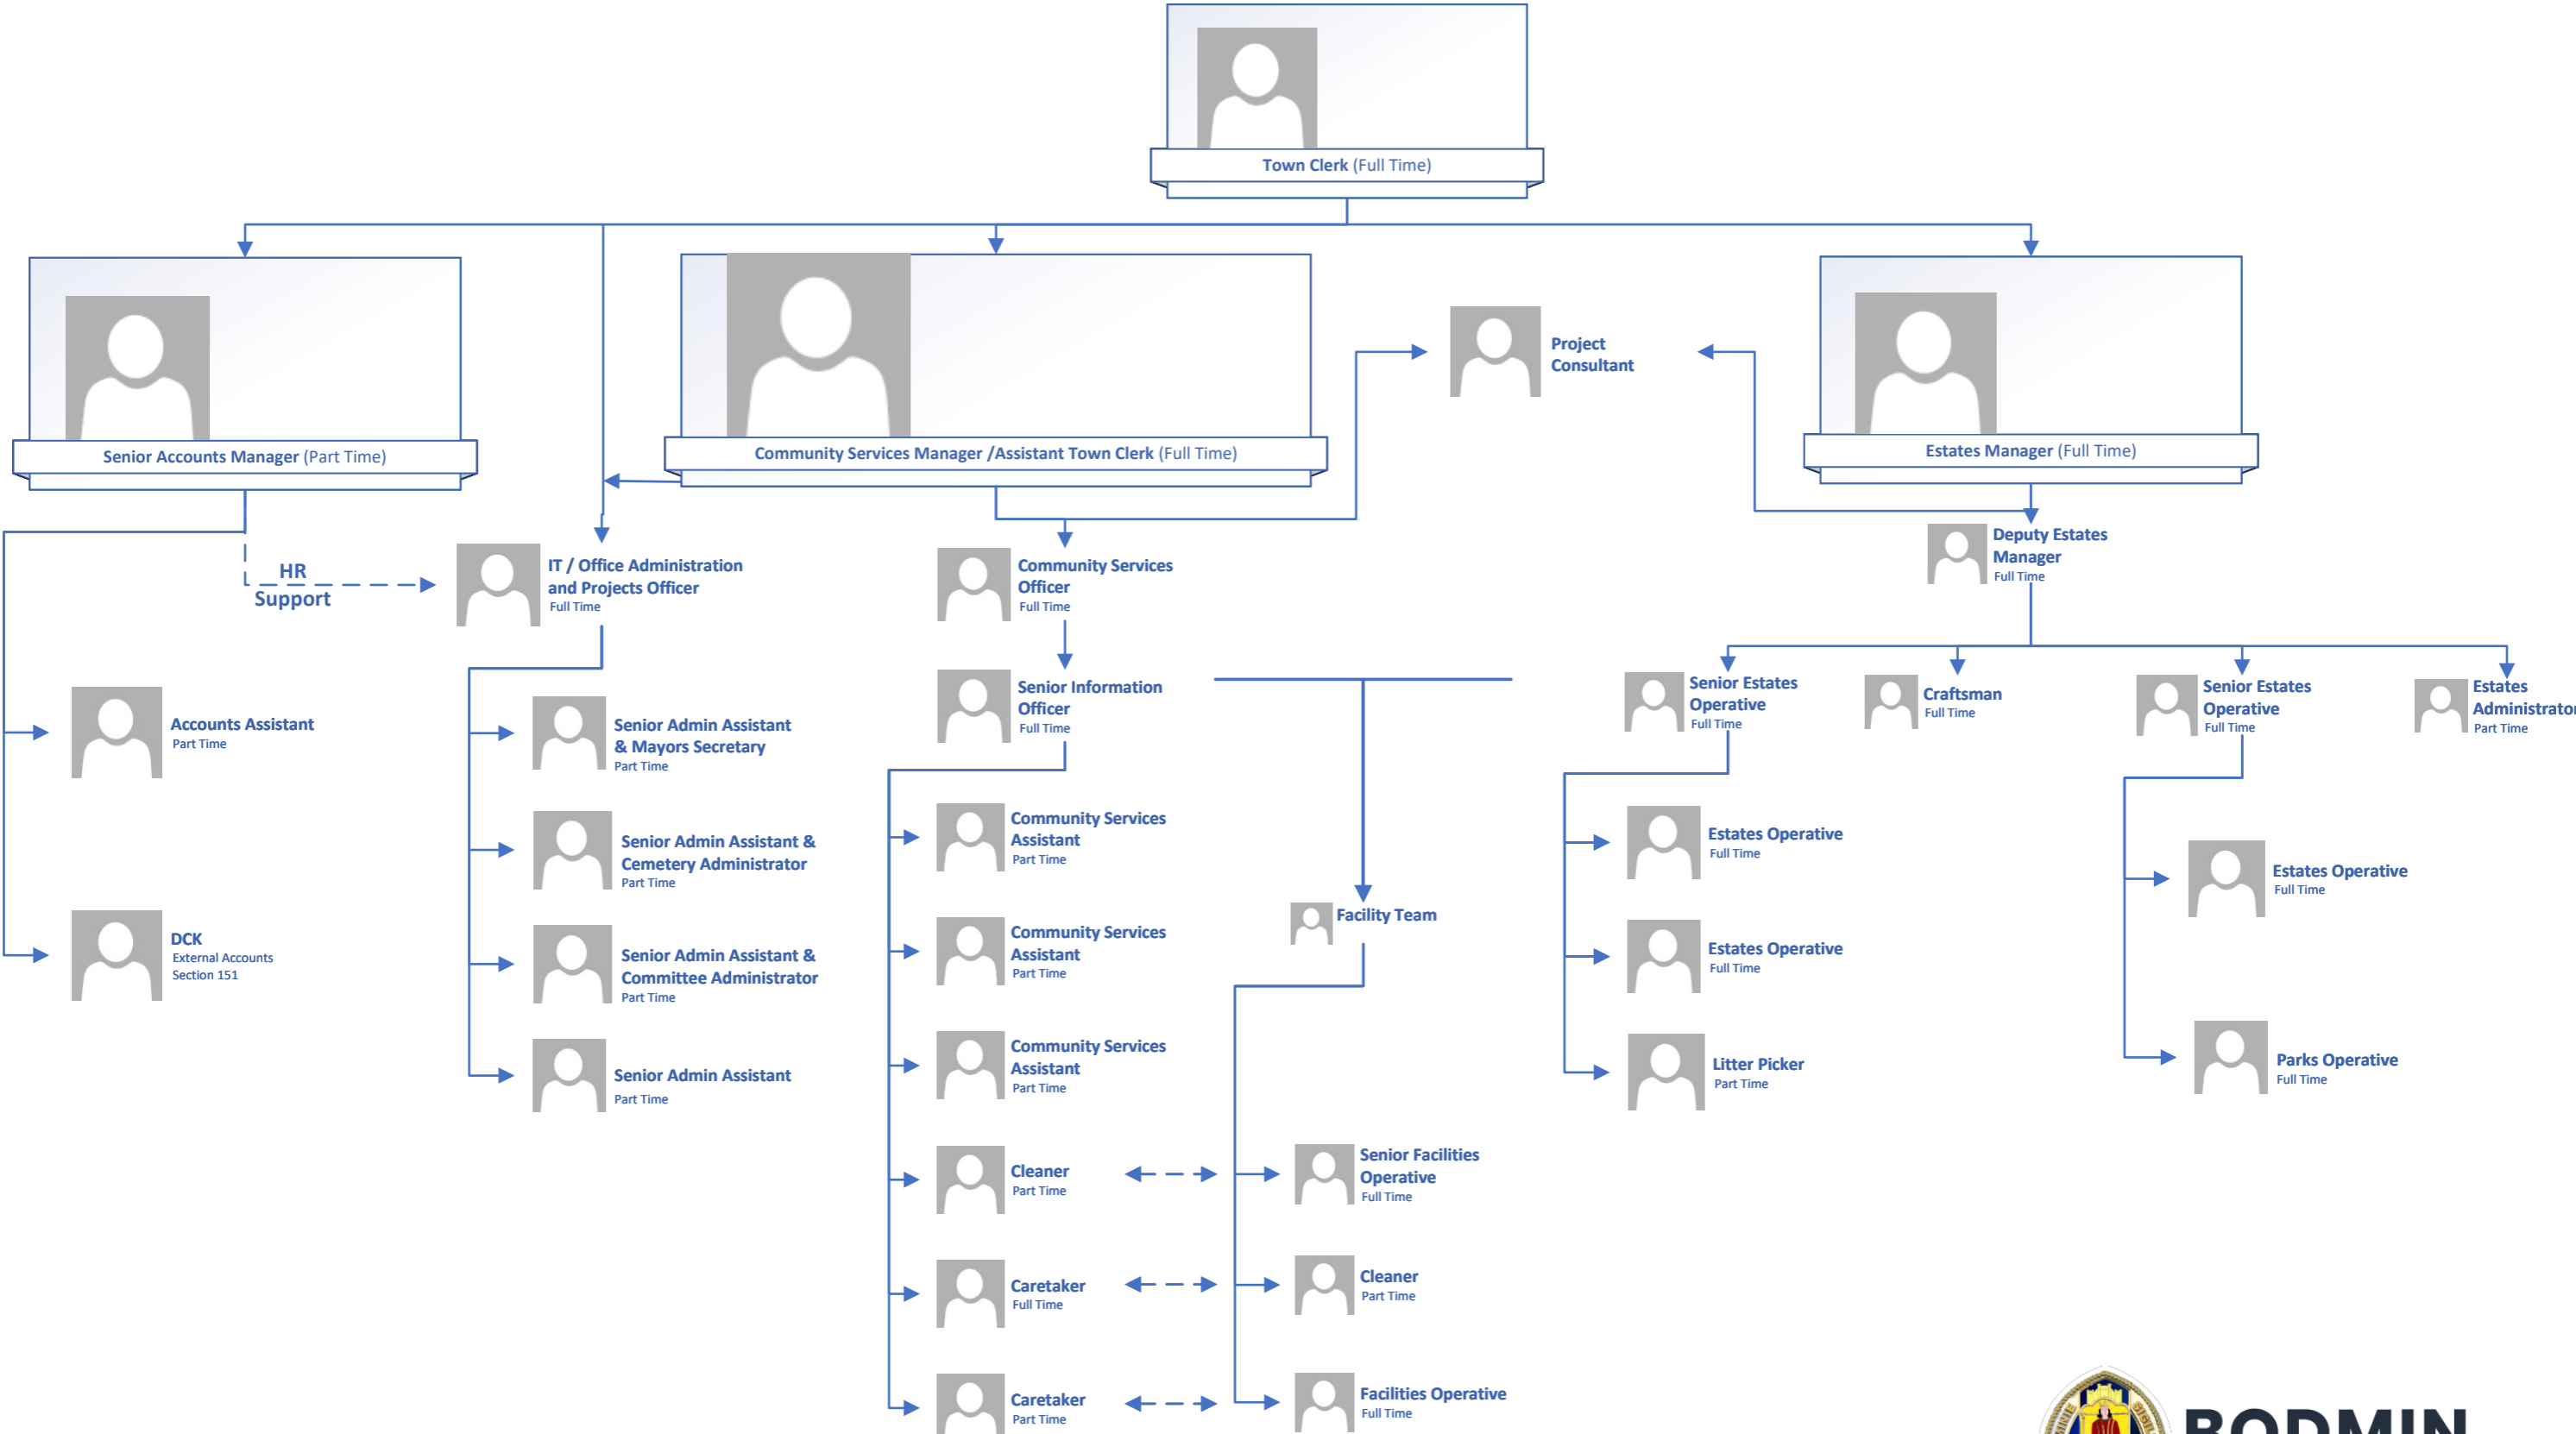 Town Clerk (Full Time)
Senior Accounts Manager (Part Time)
Community Services Manager /Assistant Town Clerk (Full Time)
Project
Consultant
Estates Manager (Full Time)
HR
Support
IT / Office Administration
and Projects Officer
Full Time
Community Services
Officer
Full Time
Deputy Estates
Manager
Full Time
Accounts Assistant
Part Time
DCK
External Accounts
Section 151
Senior Admin Assistant
& Mayors Secretary
Part Time
Senior Admin Assistant &
Cemetery Administrator
Part Time
Senior Admin Assistant &
Committee Administrator
Part Time
Senior Admin Assistant
Part Time
Senior Information
Officer
Full Time
Community Services
Assistant
Part Time
Community Services
Assistant
Part Time
Community Services
Assistant
Part Time
Cleaner
Part Time
Caretaker
Full Time
Caretaker
Part Time
Facility Team
Senior Facilities
Operative
Full Time
Cleaner
Part Time
Facilities Operative
Full Time
Senior Estates
Operative
Full Time
Craftsman
Full Time
Senior Estates
Operative
Full Time
Estates
Administrator
Part Time
Estates Operative
Full Time
Estates Operative
Full Time
Litter Picker
Part Time
Estates Operative
Full Time
Parks Operative
Full Time
BODMIN